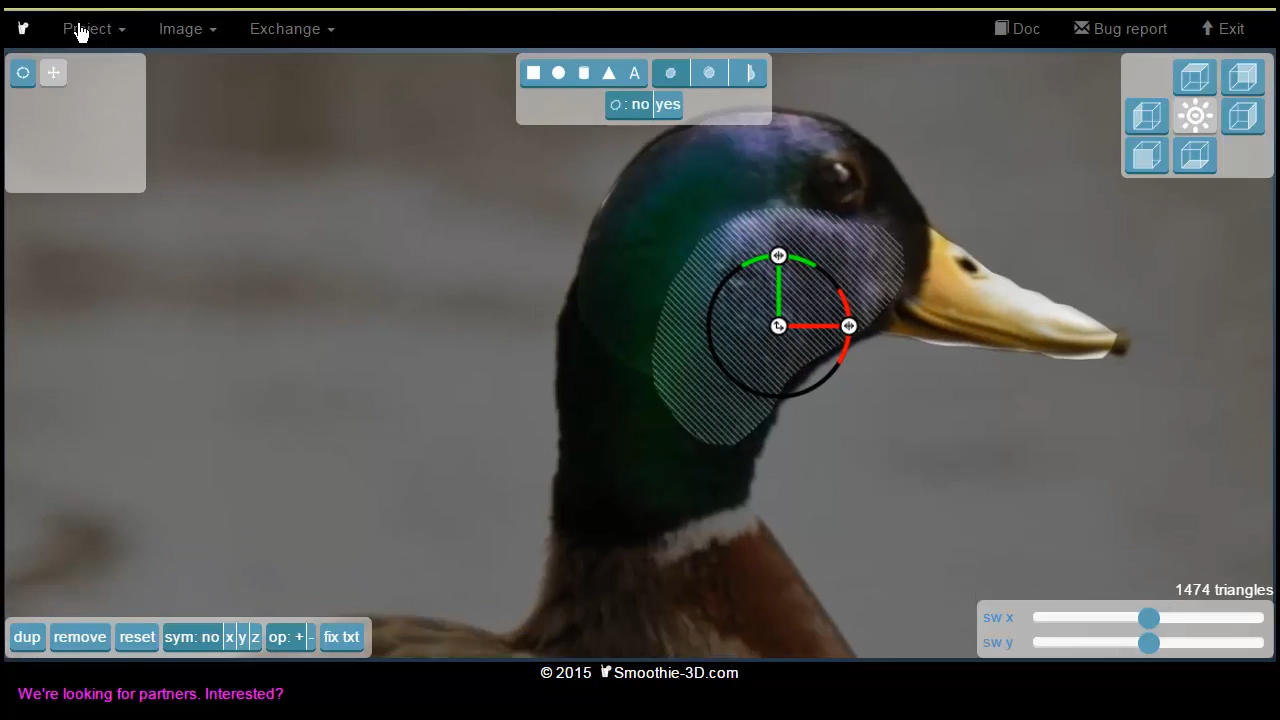 Project Image Exchange Doc Bug report Exit
A
: no yes
1474 triangles
sw x
sw y
dup remove reset sym: no x y z op: + - fix txt
© 2015 Smoothie-3D.com
We're looking for partners. Interested?